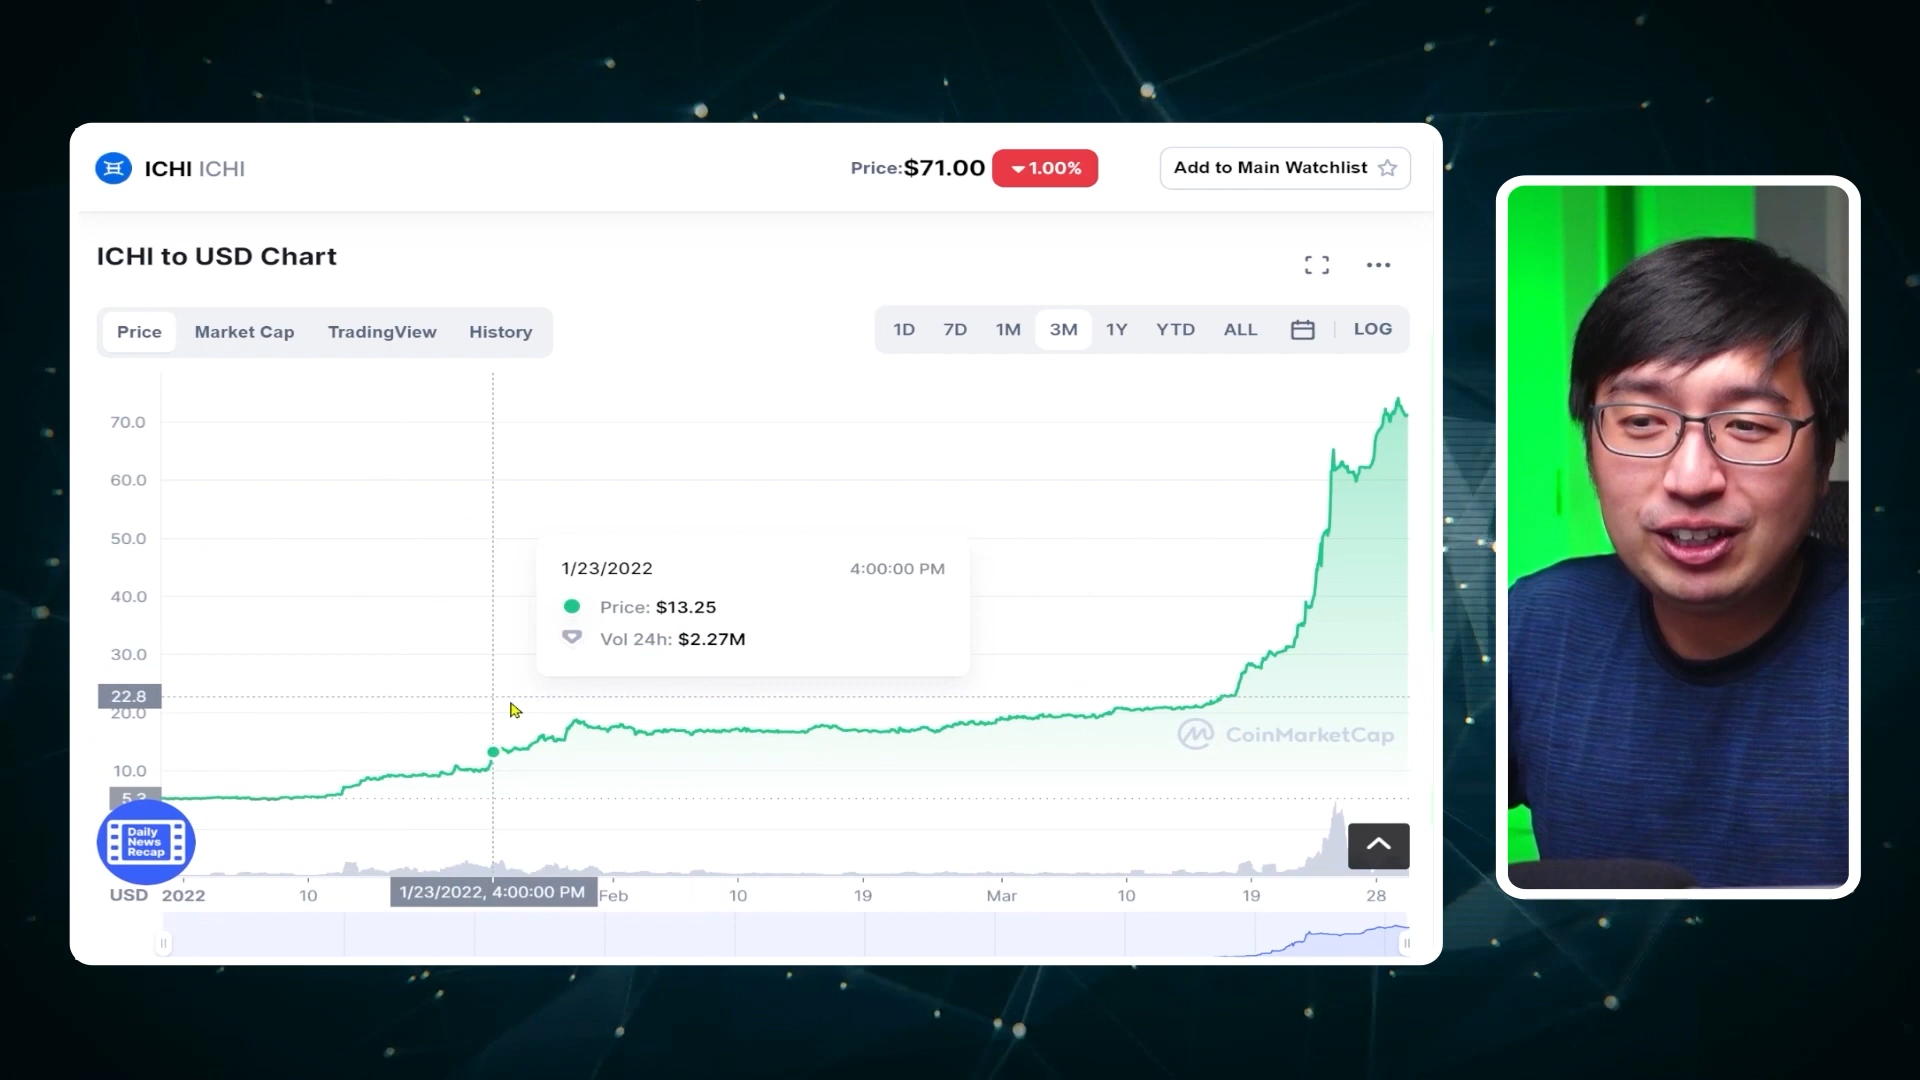 ICHI ICHI
Price:$71.00 1.00%
Add to Main Watchlist
ICHI to USD Chart
Price Market Cap TradingView History
1D 7D 1M 3M 1Y YTD ALL LOG
70.0
60.0
50.0
40.0
30.0
22.8
20.0
10.0
5.3
1/23/2022 4:00:00 PM
Price: $13.25
Vol 24h: $2.27M
CoinMarketCap
Daily
News
Recap
USD 2022 10 1/23/2022, 4:00:00 PM Feb 10 19 Mar 10 19 28